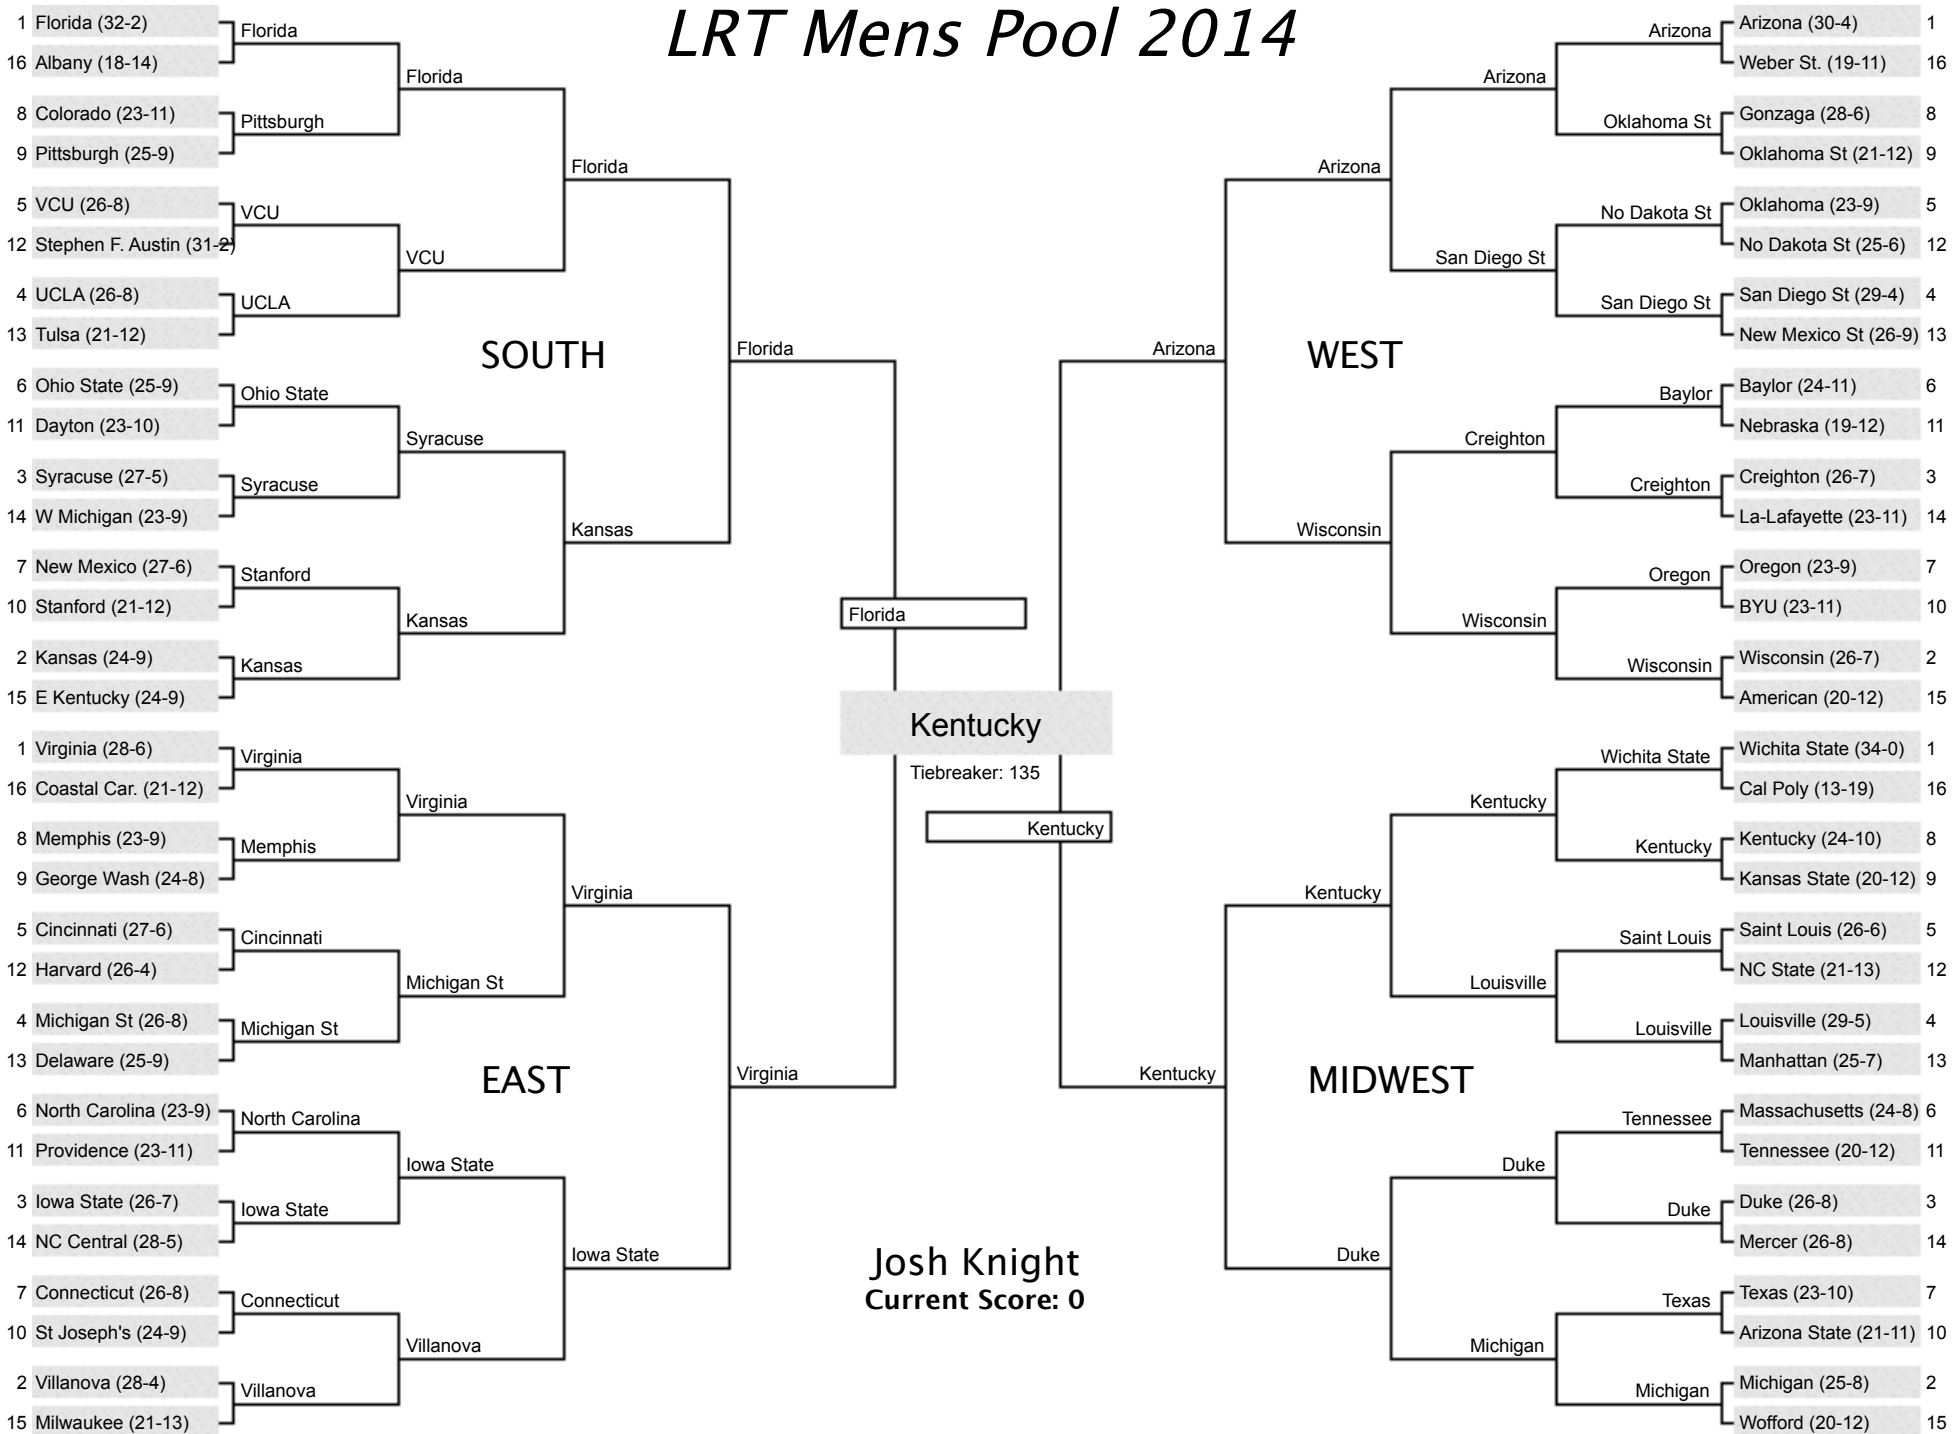 LRT Mens Pool 2014
1 Florida (32-2)
Florida
16 Albany (18-14)
Florida
8 Colorado (23-11)
Pittsburgh
9 Pittsburgh (25-9)
Florida
5 VCU (26-8)
VCU
12 Stephen F. Austin (31-2)
VCU
4 UCLA (26-8)
UCLA
13 Tulsa (21-12)
SOUTH
Florida
6 Ohio State (25-9)
Ohio State
11 Dayton (23-10)
Syracuse
3 Syracuse (27-5)
Syracuse
14 W Michigan (23-9)
Kansas
7 New Mexico (27-6)
Stanford
10 Stanford (21-12)
Kansas
2 Kansas (24-9)
Kansas
15 E Kentucky (24-9)
1 Virginia (28-6)
Virginia
16 Coastal Car. (21-12)
Virginia
8 Memphis (23-9)
Memphis
9 George Wash (24-8)
Virginia
5 Cincinnati (27-6)
Cincinnati
12 Harvard (26-4)
Michigan St
4 Michigan St (26-8)
Michigan St
13 Delaware (25-9)
EAST
Virginia
6 North Carolina (23-9)
North Carolina
11 Providence (23-11)
Iowa State
3 Iowa State (26-7)
Iowa State
14 NC Central (28-5)
Iowa State
7 Connecticut (26-8)
Connecticut
10 St Joseph's (24-9)
Villanova
2 Villanova (28-4)
Villanova
15 Milwaukee (21-13)
Florida
Kentucky
Tiebreaker: 135
Kentucky
Josh Knight
Current Score: 0
Arizona (30-4) 1
Arizona
Weber St. (19-11) 16
Arizona
Gonzaga (28-6) 8
Oklahoma St
Oklahoma St (21-12) 9
Arizona
Oklahoma (23-9) 5
No Dakota St
No Dakota St (25-6) 12
San Diego St
San Diego St (29-4) 4
San Diego St
New Mexico St (26-9) 13
WEST
Arizona
Baylor (24-11) 6
Baylor
Nebraska (19-12) 11
Creighton
Creighton (26-7) 3
Creighton
La-Lafayette (23-11) 14
Wisconsin
Oregon (23-9) 7
Oregon
BYU (23-11) 10
Wisconsin
Wisconsin (26-7) 2
Wisconsin
American (20-12) 15
Wichita State (34-0) 1
Wichita State
Cal Poly (13-19) 16
Kentucky
Kentucky (24-10) 8
Kentucky
Kansas State (20-12) 9
Kentucky
Saint Louis (26-6) 5
Saint Louis
NC State (21-13) 12
Louisville
Louisville (29-5) 4
Louisville
Manhattan (25-7) 13
MIDWEST
Kentucky
Massachusetts (24-8) 6
Tennessee
Tennessee (20-12) 11
Duke
Duke (26-8) 3
Duke
Mercer (26-8) 14
Duke
Texas (23-10) 7
Texas
Arizona State (21-11) 10
Michigan
Michigan (25-8) 2
Michigan
Wofford (20-12) 15